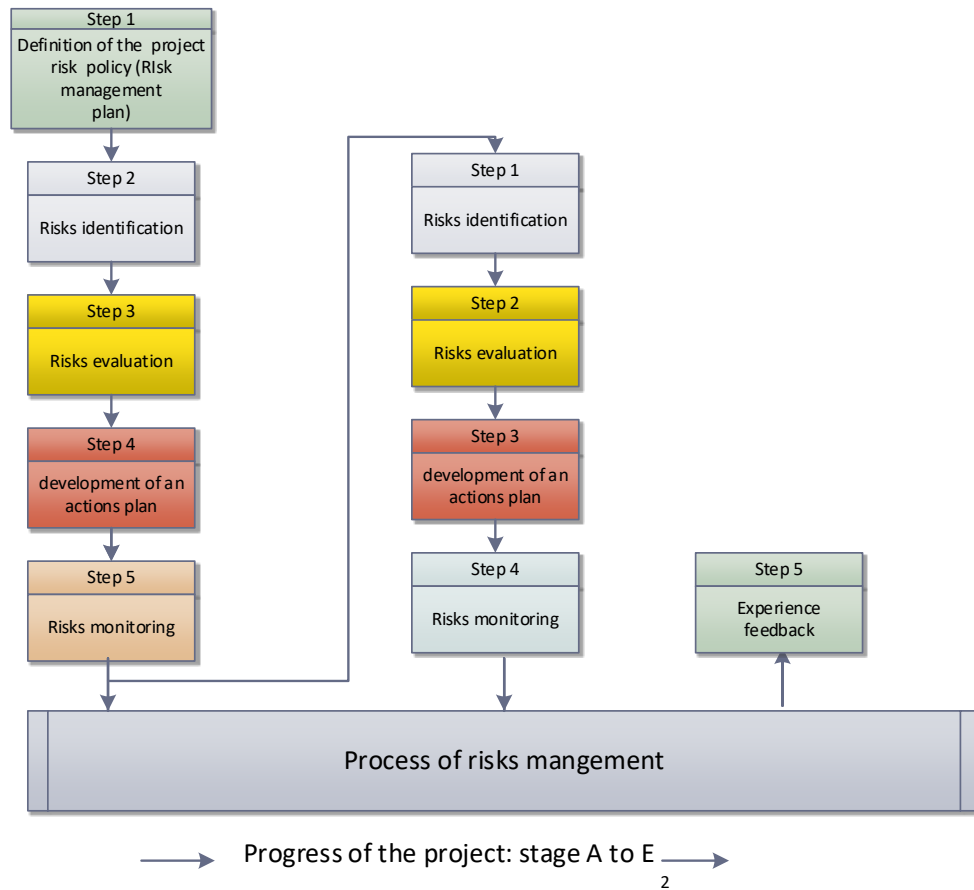 Step 1
Definition of the project
risk policy (RIsk
management
plan)
Step 2
Risks identification
Step 3
Risks evaluation
Step 4
development of an
actions plan
Step 5
Risks monitoring
Step 1
Risks identification
Step 2
Risks evaluation
Step 3
development of an
actions plan
Step 4
Risks monitoring
Step 5
Experience
feedback
Process of risks mangement
Progress of the project: stage A to E
2